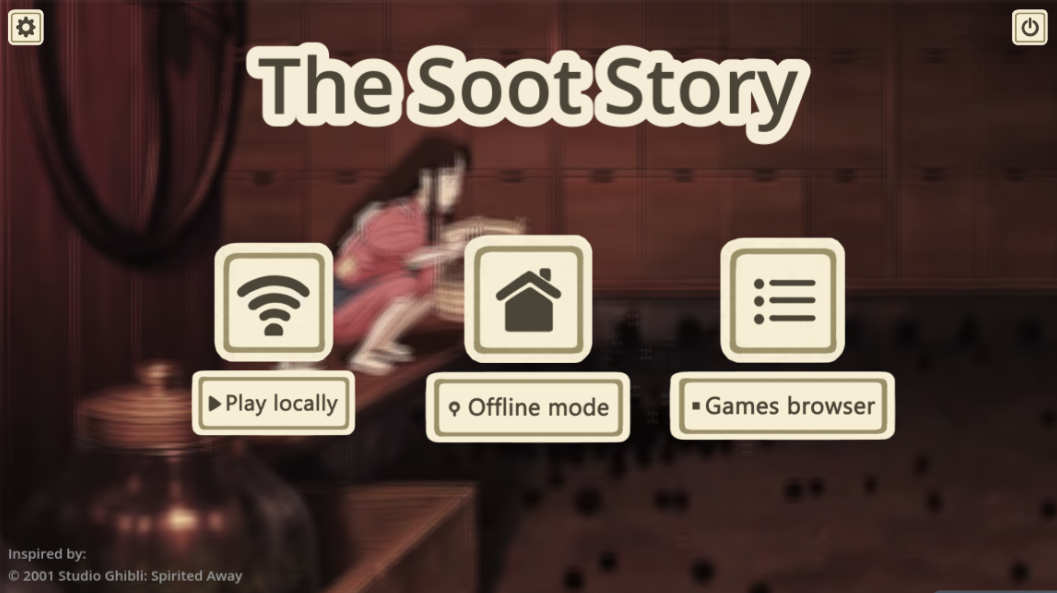 The Soot Story
Play locally
Offline mode
Games browser
Inspired by:
© 2001 Studio Ghibli: Spirited Away